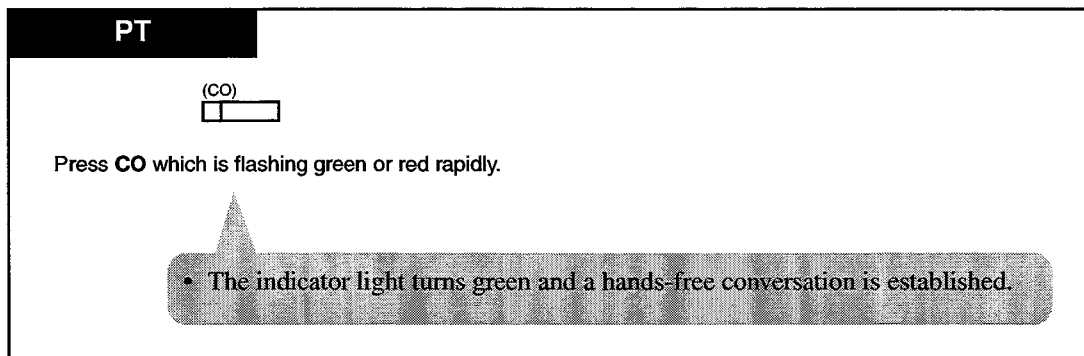 PT
(CO)
Press CO which is flashing green or red rapidly.
• The indicator light turns green and a hands-free conversation is established.